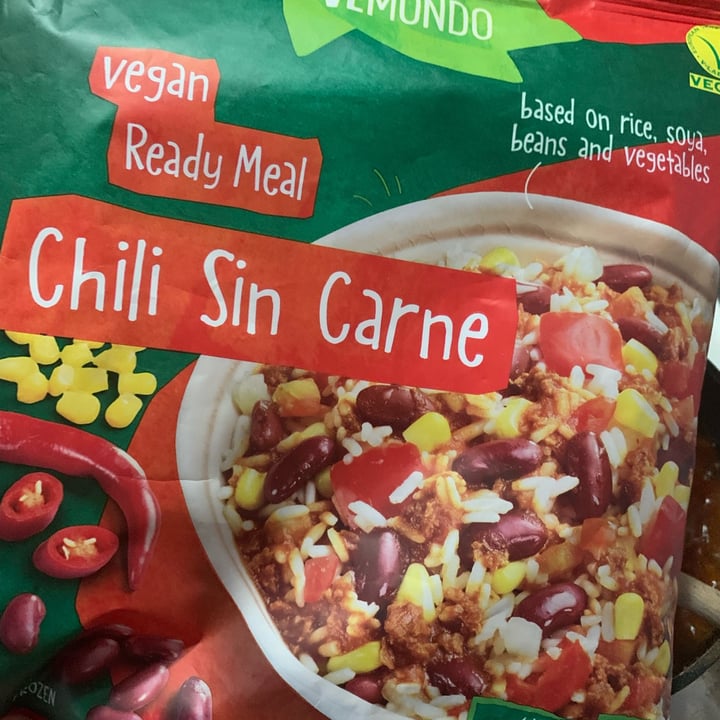 VEMONDO
vegan
Ready Meal
based on rice, soya,
beans and vegetables
Chili Sin Carne